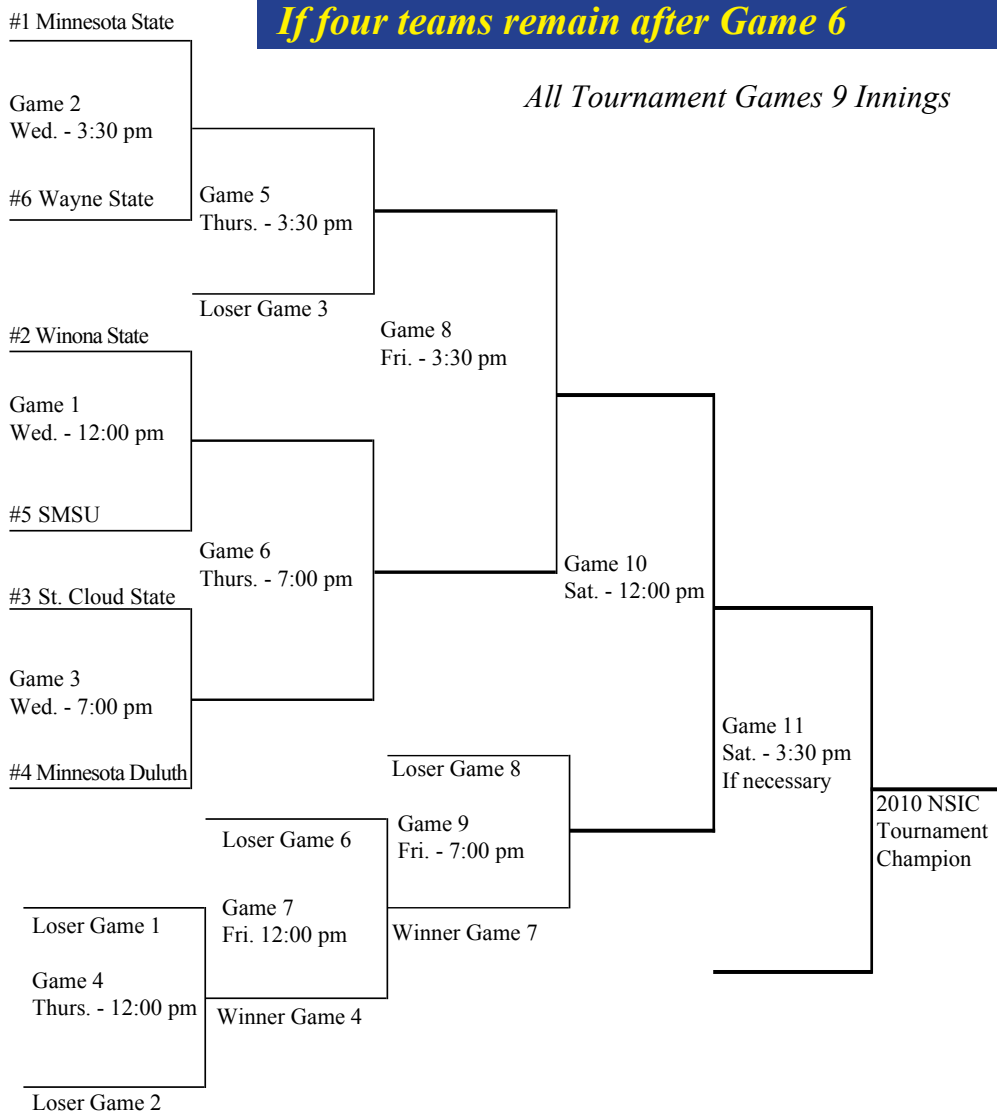 If four teams remain after Game 6
All Tournament Games 9 Innings
#1 Minnesota State
Game 2
Wed. - 3:30 pm
#6 Wayne State
Game 5
Thurs. - 3:30 pm
Loser Game 3
#2 Winona State
Game 8
Fri. - 3:30 pm
Game 1
Wed. - 12:00 pm
#5 SMSU
Game 6
Thurs. - 7:00 pm
Game 10
Sat. - 12:00 pm
#3 St. Cloud State
Game 3
Wed. - 7:00 pm
#4 Minnesota Duluth
Game 11
Sat. - 3:30 pm
If necessary
Loser Game 8
Game 9
Fri. - 7:00 pm
2010 NSIC
Tournament
Champion
Loser Game 6
Game 7
Fri. 12:00 pm
Winner Game 7
Loser Game 1
Game 4
Thurs. - 12:00 pm
Winner Game 4
Loser Game 2